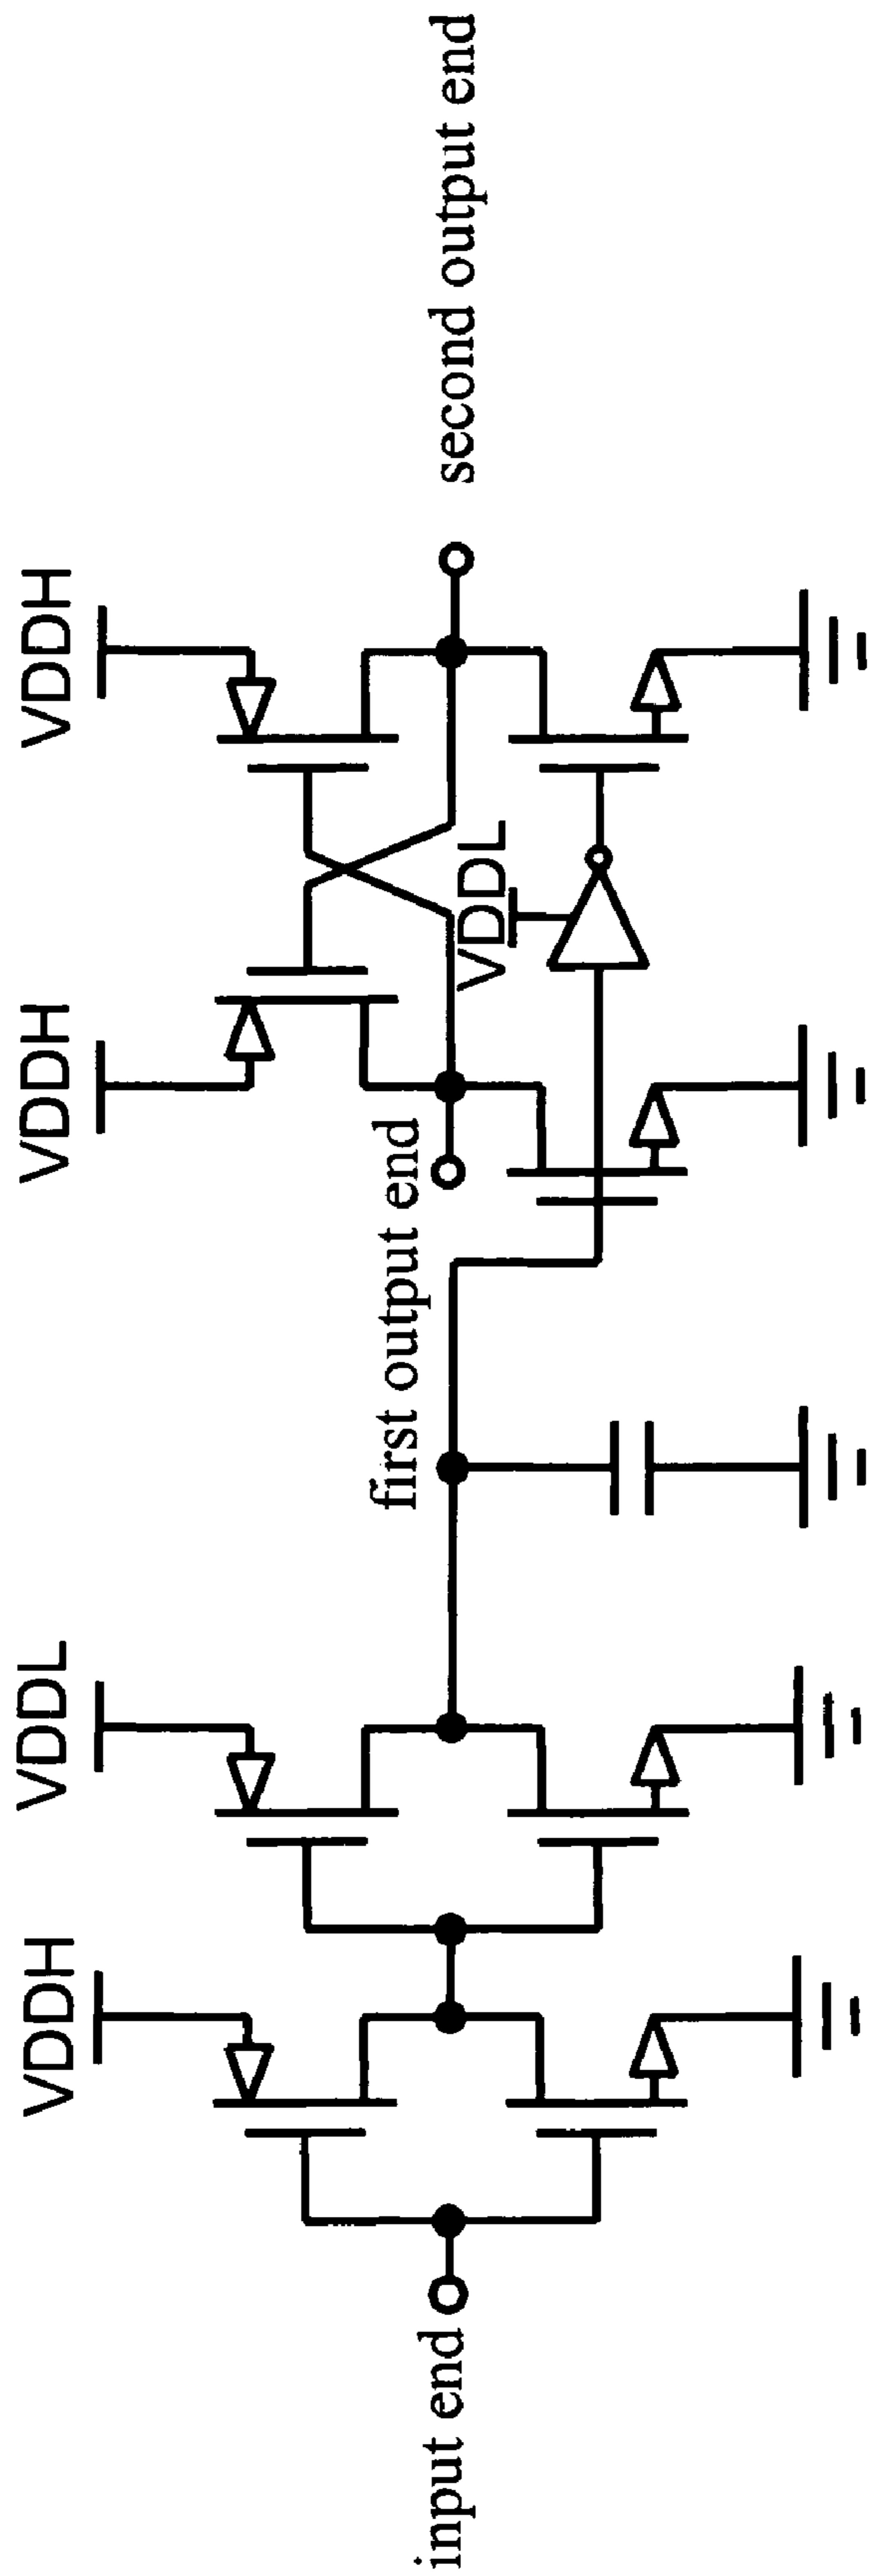 VDDH
VDDL
VDDH
VDDH
input end
first output end
VDDL
second output end